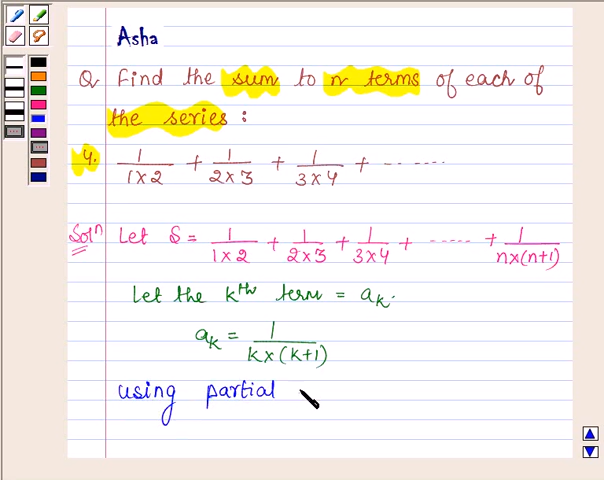 Asha
Q Find the sum to n terms of each of
the series :
4. 1/(1×2) + 1/(2×3) + 1/(3×4) + ........
Solⁿ Let S = 1/(1×2) + 1/(2×3) + 1/(3×4) + ...... + 1/(n×(n+1))
Let the kᵗʰ term = aₖ.
aₖ = 1/(k×(k+1))
using partial